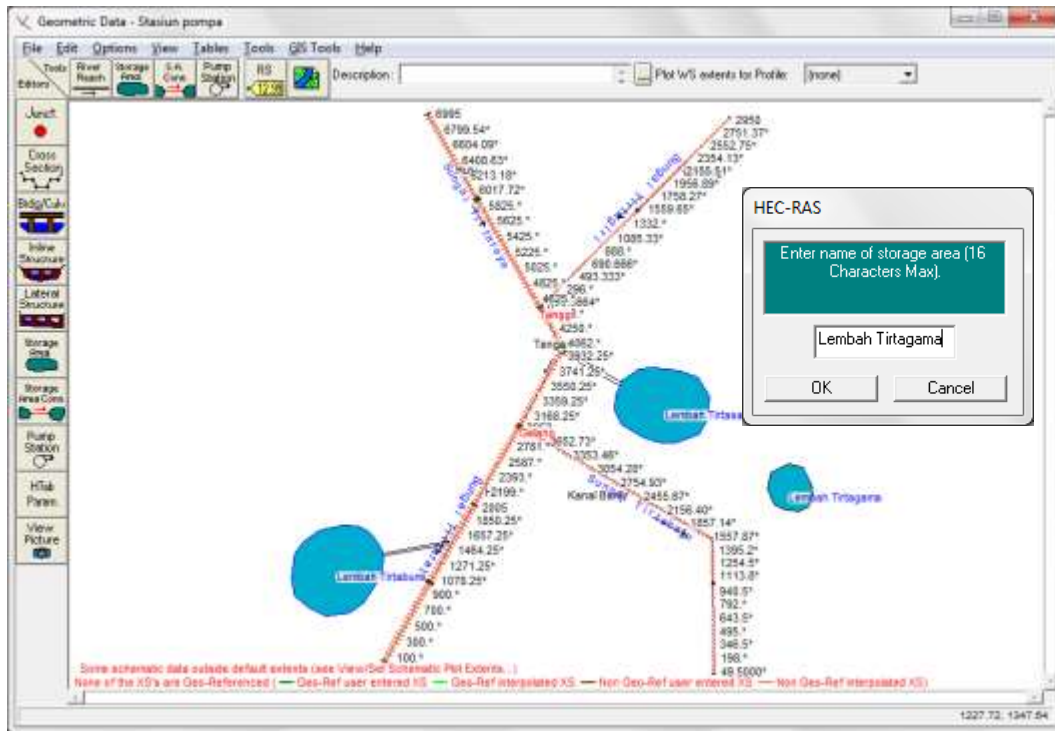 Geometric Data - Stasiun pompa
File Edit Options View Tables Tools GIS Tools Help
Tools
Editors
River
Reach
Storage
Area
S.A.
Conn
Pump
Station
RS
Description :
Plot WS extents for Profile:
(none)
Junct.
Cross
Section
Brdg/Culv
Inline
Structure
Lateral
Structure
Storage
Area
Storage
Area Conn.
Pump
Station
HTab
Param.
View
Picture
6995
6799.54*
6604.09*
6213.18*
6017.72*
5825.*
5625.*
5425.*
5225.*
5025.*
4825.*
4250.*
4062.*
3932.25*
3741.25*
3550.25*
3359.25*
3168.25*
2781.*
2587.*
2393.*
2199.*
2005
1850.25*
1657.25*
1464.25*
1271.25*
1078.25*
900.*
700.*
500.*
300.*
100.*
2950
2751.37*
2552.75*
2354.13*
2155.51*
1956.89*
1758.27*
1559.65*
1332.*
1085.33*
888.*
690.666*
493.333*
296.*
3353.46*
3054.20*
2754.93*
2455.67*
2156.40*
1857.14*
1557.87*
1395.2*
1254.5*
1113.8*
940.5*
792.*
643.5*
495.*
346.5*
198.*
49.5000*
Lembah Tirtabumi
Lembah Tirtagama
HEC-RAS
Enter name of storage area (16
Characters Max).
Lembah Tirtagama
OK
Cancel
Some schematic data outside default extents (see View/Set Schematic Plot Extents...)
None of the XS's are Geo-Referenced ( Geo-Ref user entered XS Geo-Ref interpolated XS Non Geo-Ref user entered XS Non Geo-Ref interpolated XS)
1227.72, 1347.84